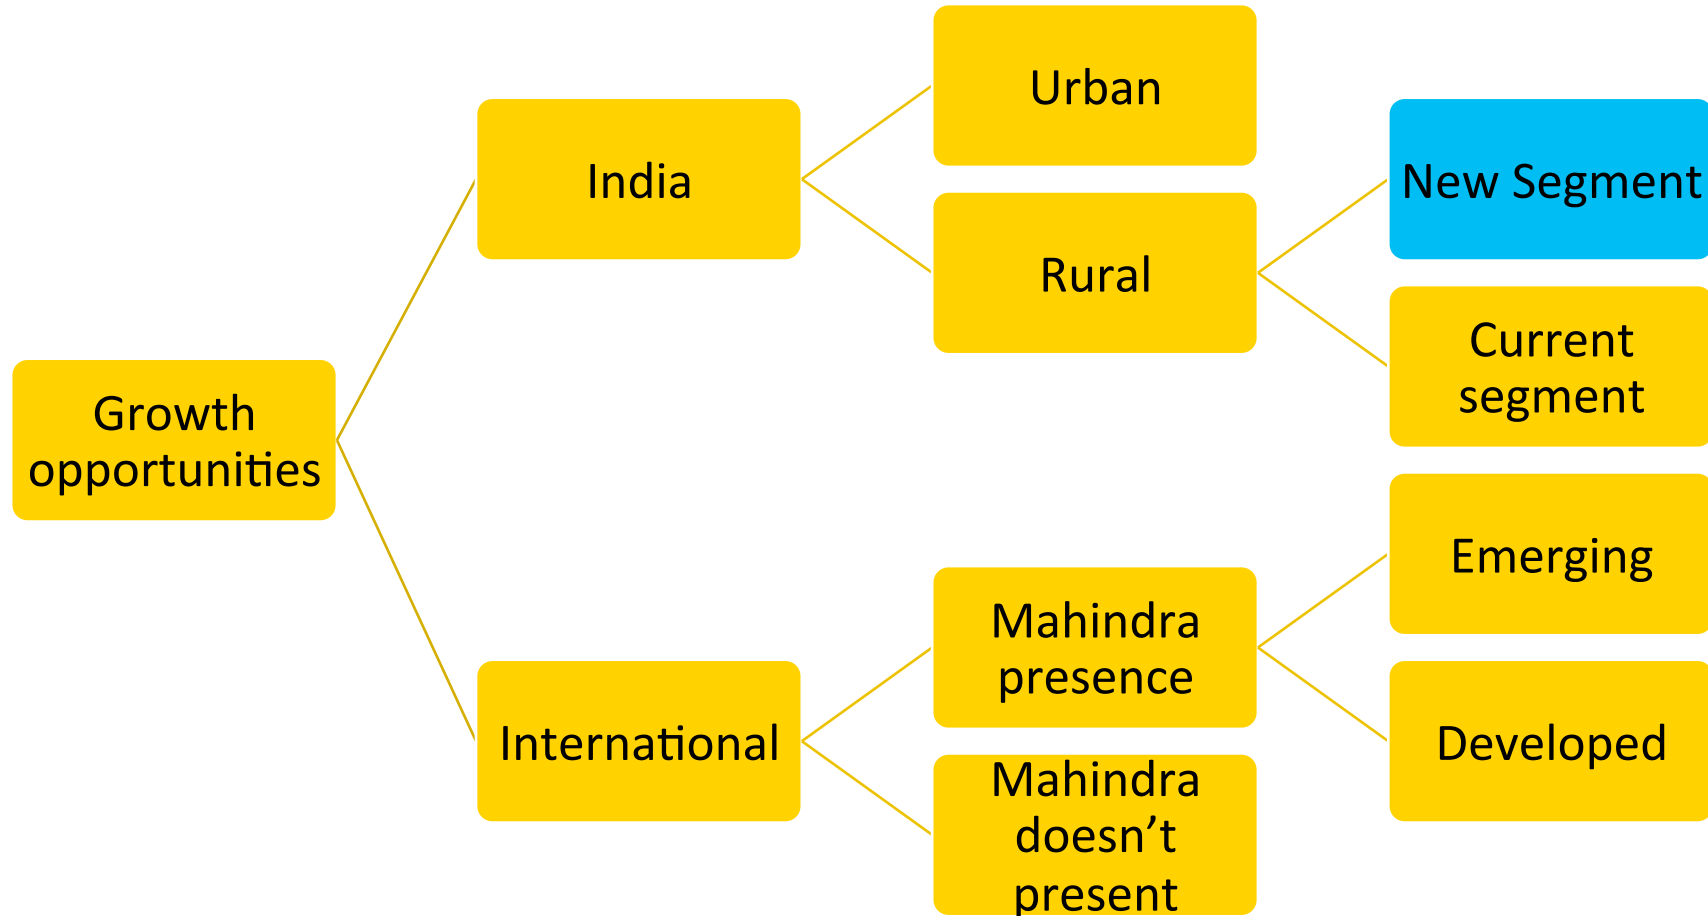 Growth
opportunities
India
Urban
Rural
New Segment
Current
segment
International
Mahindra
presence
Emerging
Developed
Mahindra
doesn’t
present